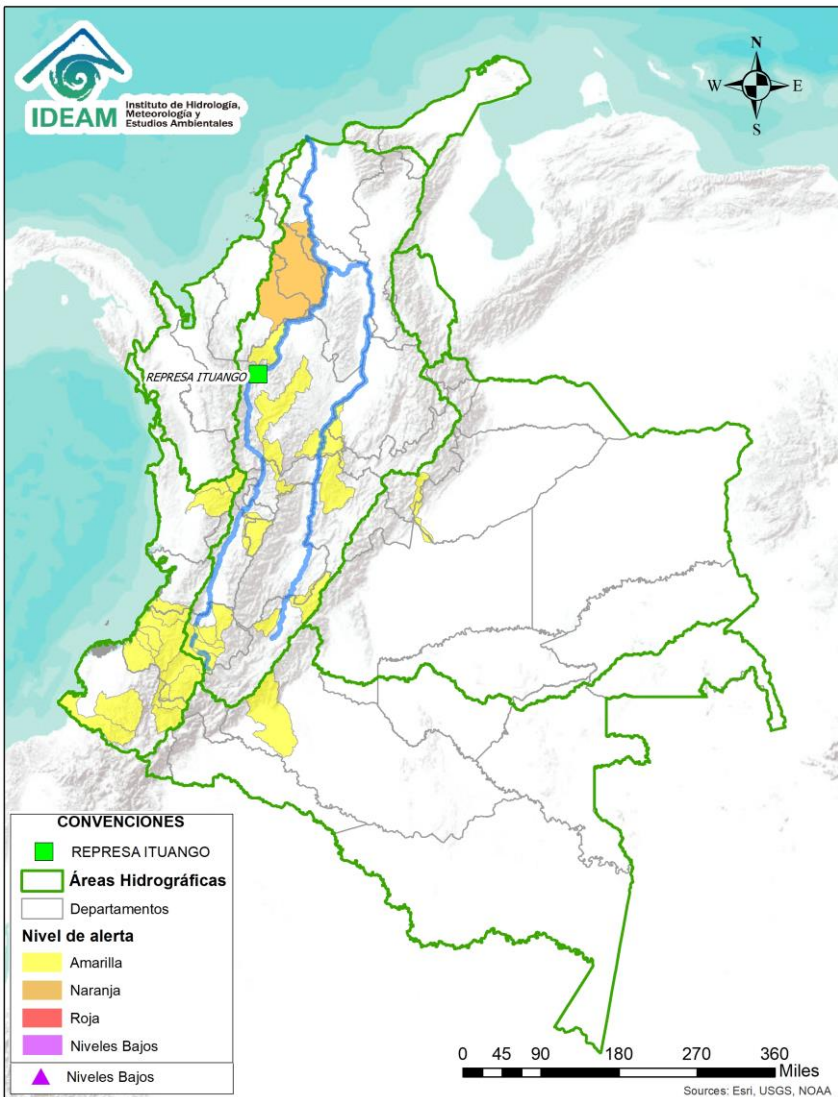 IDEAM
Instituto de Hidrología,
Meteorología y
Estudios Ambientales
N
W
E
S
REPRESA ITUANGO
CONVENCIONES
REPRESA ITUANGO
Áreas Hidrográficas
Departamentos
Nivel de alerta
Amarilla
Naranja
Roja
Niveles Bajos
Niveles Bajos
0 45 90 180 270 360
Miles
Sources: Esri, USGS, NOAA